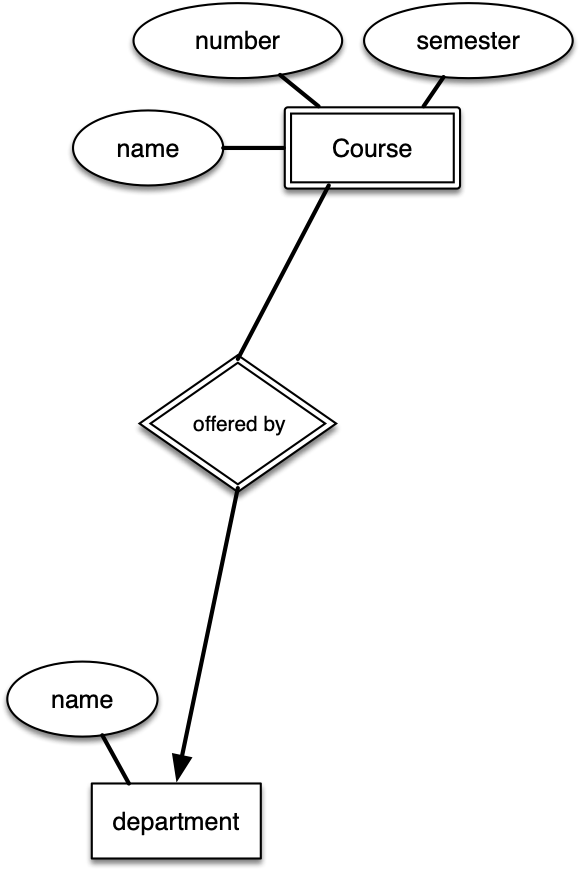 number
semester
name
Course
offered by
name
department